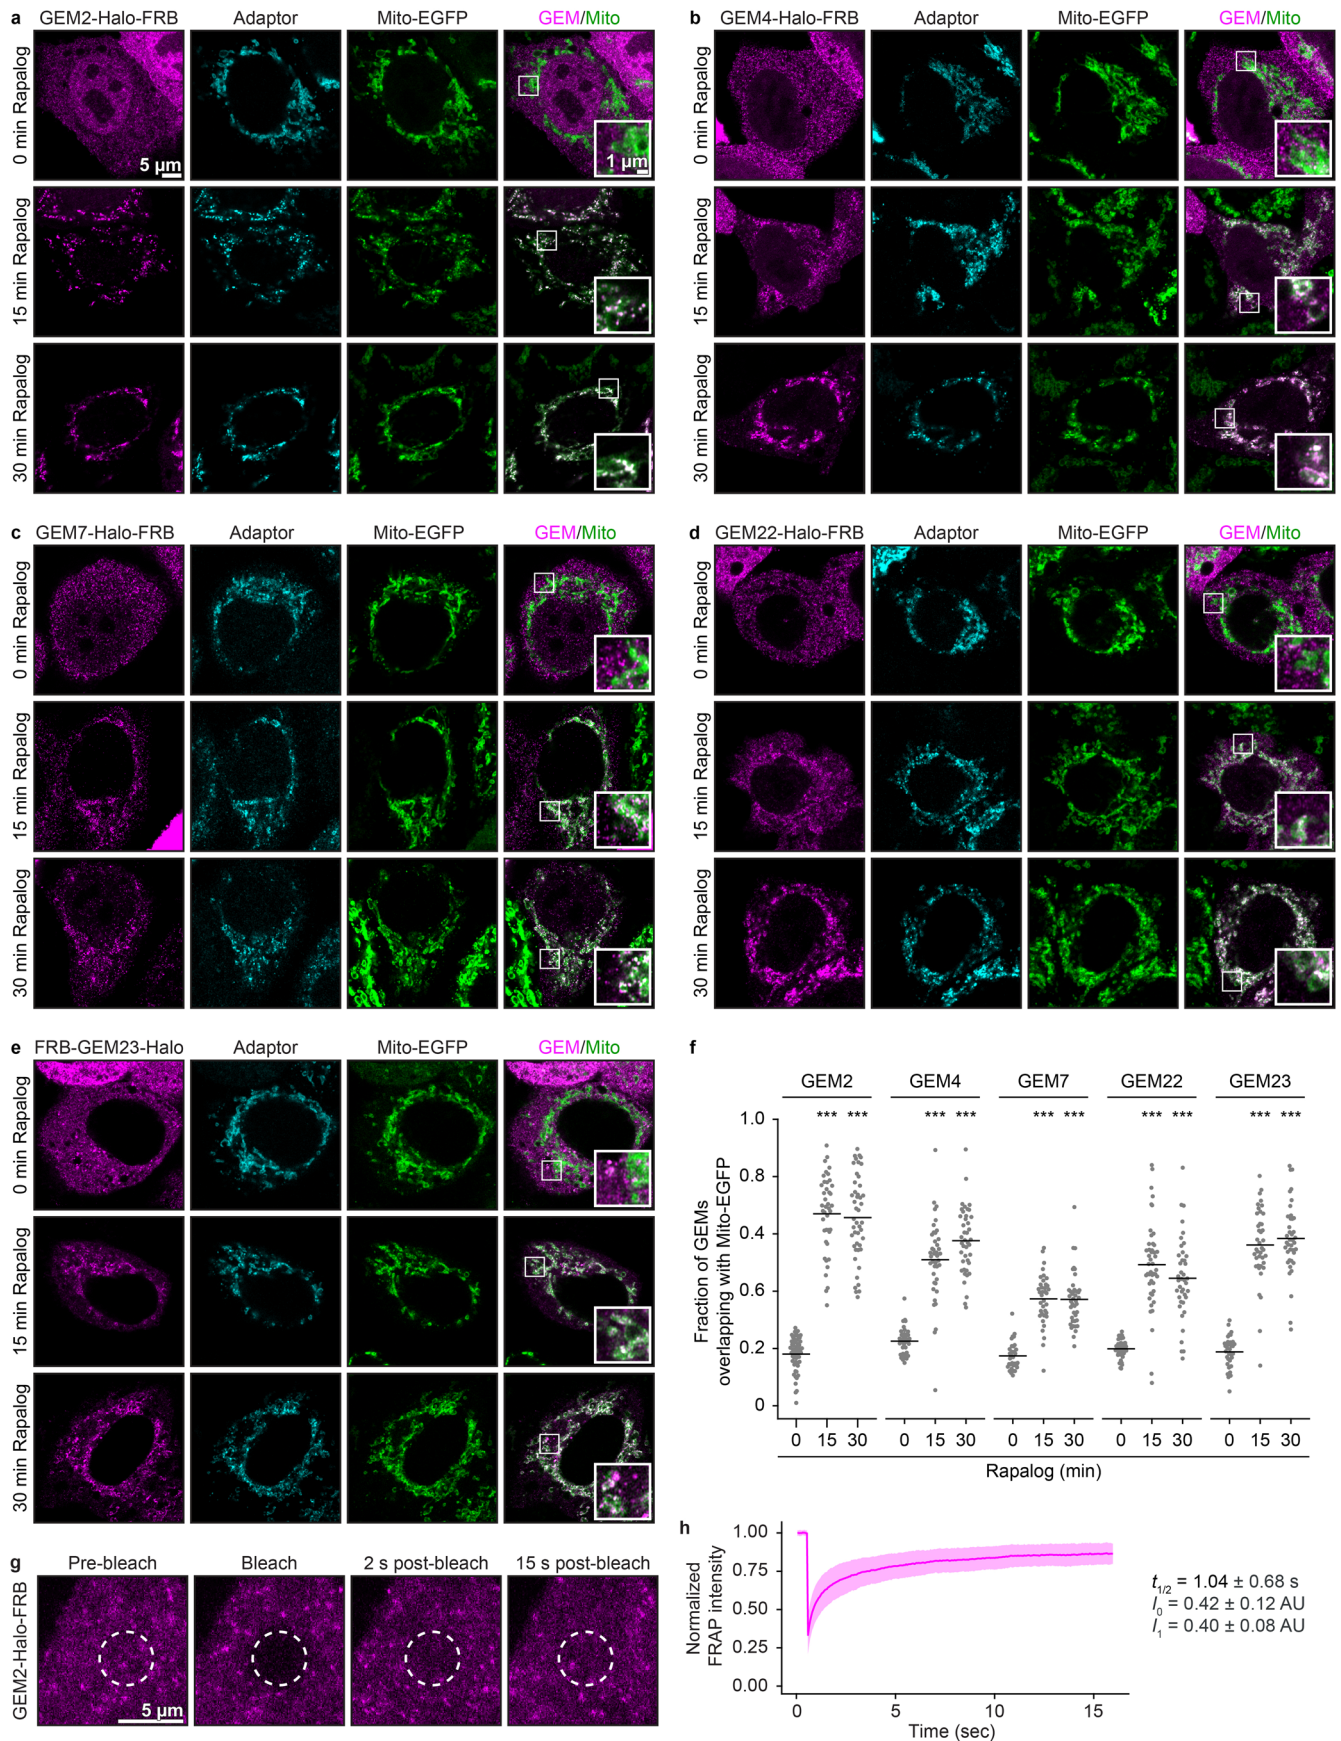 a
GEM2-Halo-FRB Adaptor Mito-EGFP GEM/Mito
0 min Rapalog
5 µm
1 µm
15 min Rapalog
30 min Rapalog
b
GEM4-Halo-FRB Adaptor Mito-EGFP GEM/Mito
0 min Rapalog
15 min Rapalog
30 min Rapalog
c
GEM7-Halo-FRB Adaptor Mito-EGFP GEM/Mito
0 min Rapalog
15 min Rapalog
30 min Rapalog
d
GEM22-Halo-FRB Adaptor Mito-EGFP GEM/Mito
0 min Rapalog
15 min Rapalog
30 min Rapalog
e
FRB-GEM23-Halo Adaptor Mito-EGFP GEM/Mito
0 min Rapalog
15 min Rapalog
30 min Rapalog
f
GEM2 GEM4 GEM7 GEM22 GEM23
*** *** *** *** *** *** *** *** *** ***
Fraction of GEMs
overlapping with Mito-EGFP
1.0
0.8
0.4
0.6
0.2
0
0 15 30 0 15 30 0 15 30 0 15 30 0 15 30
Rapalog (min)
g
Pre-bleach Bleach 2 s post-bleach 15 s post-bleach
GEM2-Halo-FRB
5 µm
h
Normalized
FRAP intensity
1.00
0.75
0.50
0.25
0.00
0 5 10 15
Time (sec)
t1/2 = 1.04 ± 0.68 s
I0 = 0.42 ± 0.12 AU
I1 = 0.40 ± 0.08 AU